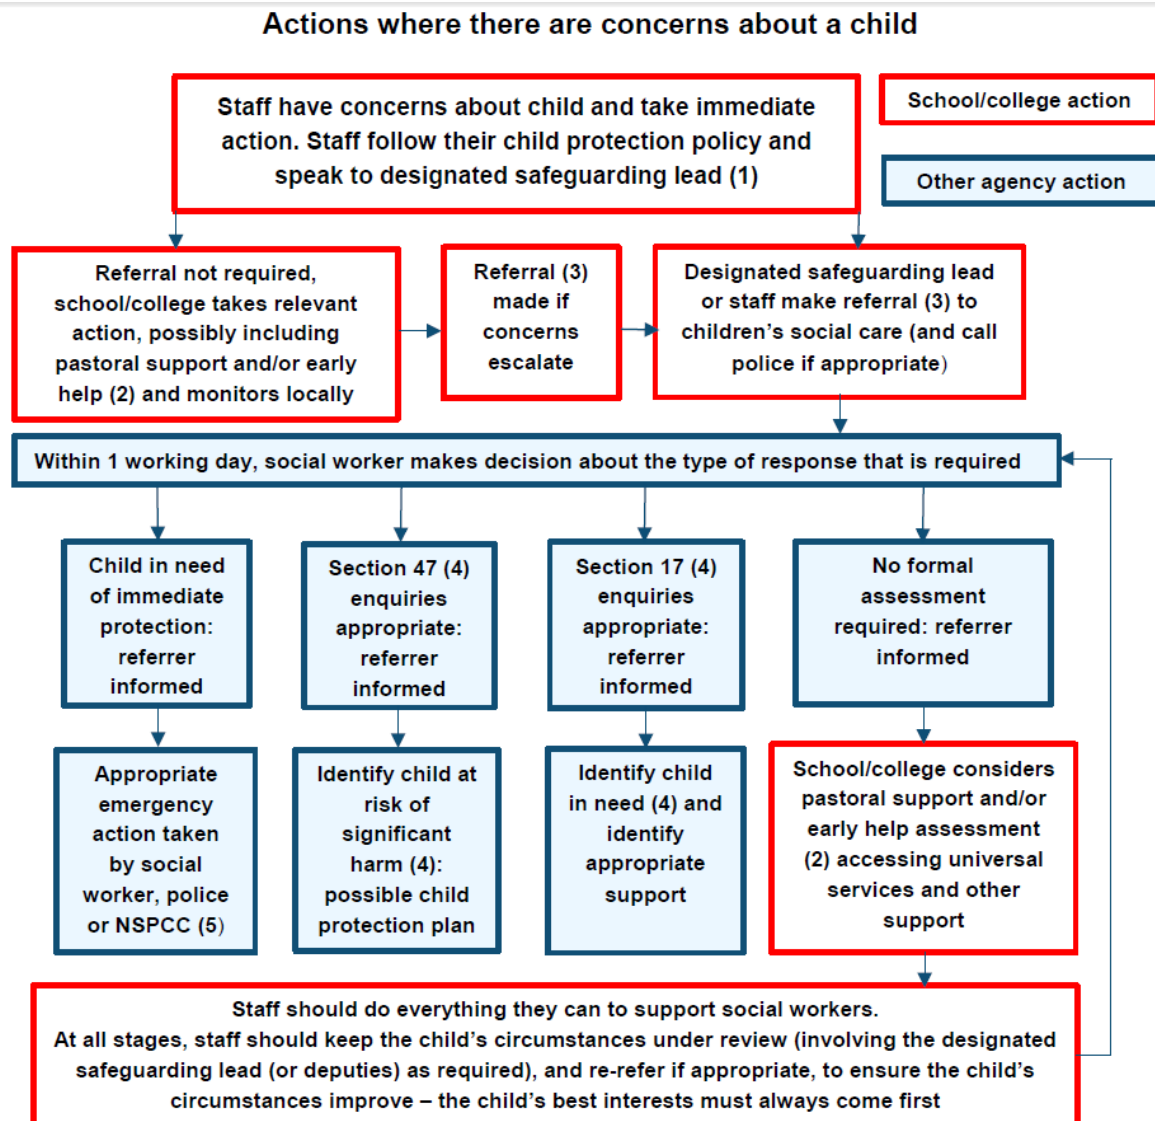 Actions where there are concerns about a child
Staff have concerns about child and take immediate
action. Staff follow their child protection policy and
speak to designated safeguarding lead (1)
School/college action
Other agency action
Referral not required,
school/college takes relevant
action, possibly including
pastoral support and/or early
help (2) and monitors locally
Referral (3)
made if
concerns
escalate
Designated safeguarding lead
or staff make referral (3) to
children’s social care (and call
police if appropriate)
Within 1 working day, social worker makes decision about the type of response that is required
Child in need
of immediate
protection:
referrer
informed
Section 47 (4)
enquiries
appropriate:
referrer
informed
Section 17 (4)
enquiries
appropriate:
referrer
informed
No formal
assessment
required: referrer
informed
Appropriate
emergency
action taken
by social
worker, police
or NSPCC (5)
Identify child at
risk of
significant
harm (4):
possible child
protection plan
Identify child
in need (4) and
identify
appropriate
support
School/college considers
pastoral support and/or
early help assessment
(2) accessing universal
services and other
support
Staff should do everything they can to support social workers.
At all stages, staff should keep the child’s circumstances under review (involving the designated
safeguarding lead (or deputies) as required), and re-refer if appropriate, to ensure the child’s
circumstances improve – the child’s best interests must always come first